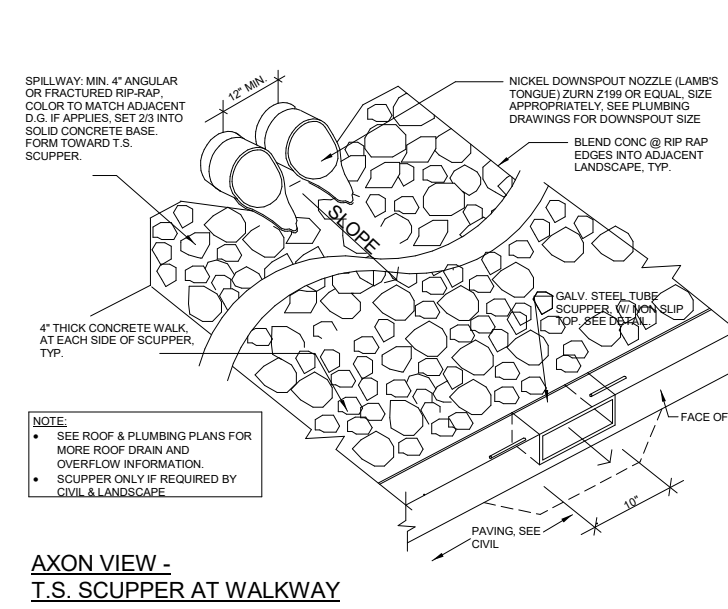 SPILLWAY: MIN. 4" ANGULAR
OR FRACTURED RIP-RAP,
COLOR TO MATCH ADJACENT
D.G. IF APPLIES, SET 2/3 INTO
SOLID CONCRETE BASE.
FORM TOWARD T.S.
SCUPPER.
12" MIN.
NICKEL DOWNSPOUT NOZZLE (LAMB'S
TONGUE) ZURN Z199 OR EQUAL, SIZE
APPROPRIATELY, SEE PLUMBING
DRAWINGS FOR DOWNSPOUT SIZE
BLEND CONC @ RIP RAP
EDGES INTO ADJACENT
LANDSCAPE, TYP.
SLOPE
GALV. STEEL TUBE
SCUPPER, W/ NON SLIP
TOP. SEE DETAIL
4" THICK CONCRETE WALK,
AT EACH SIDE OF SCUPPER,
TYP.
FACE OF
NOTE:
• SEE ROOF & PLUMBING PLANS FOR
MORE ROOF DRAIN AND
OVERFLOW INFORMATION.
• SCUPPER ONLY IF REQUIRED BY
CIVIL & LANDSCAPE
10"
PAVING, SEE
CIVIL
AXON VIEW -
T.S. SCUPPER AT WALKWAY